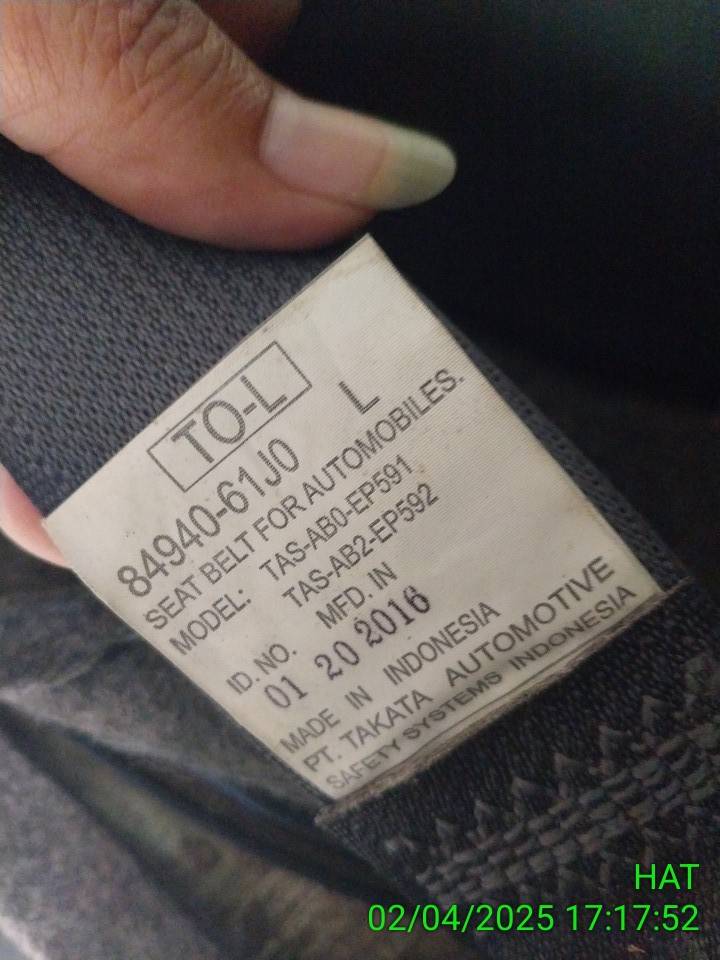 TO-L
L
84940-61J0
SEAT BELT FOR AUTOMOBILES.
MODEL: TAS-AB0-EP591
TAS-AB2-EP592
ID. NO. MFD. IN
01 20 2016
MADE IN INDONESIA
PT. TAKATA AUTOMOTIVE
SAFETY SYSTEMS INDONESIA
HAT
02/04/2025 17:17:52